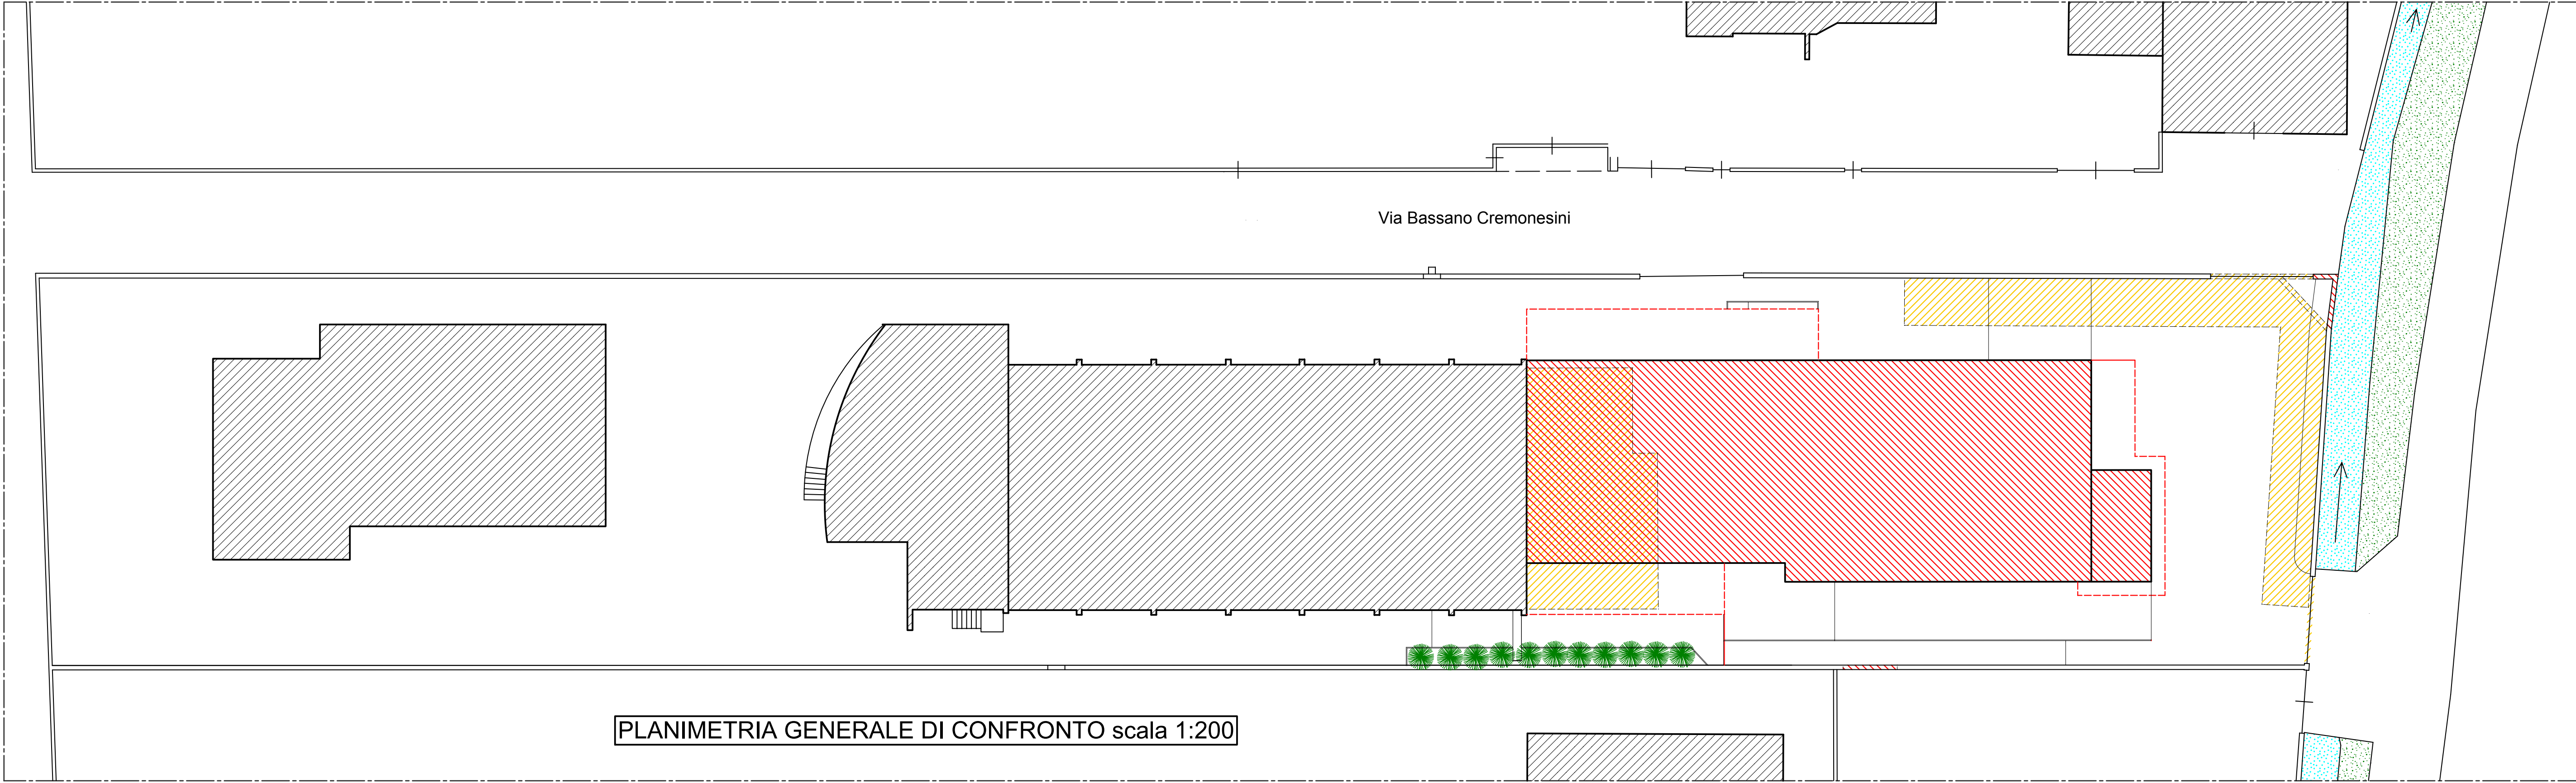 Via Bassano Cremonesini
PLANIMETRIA GENERALE DI CONFRONTO scala 1:200